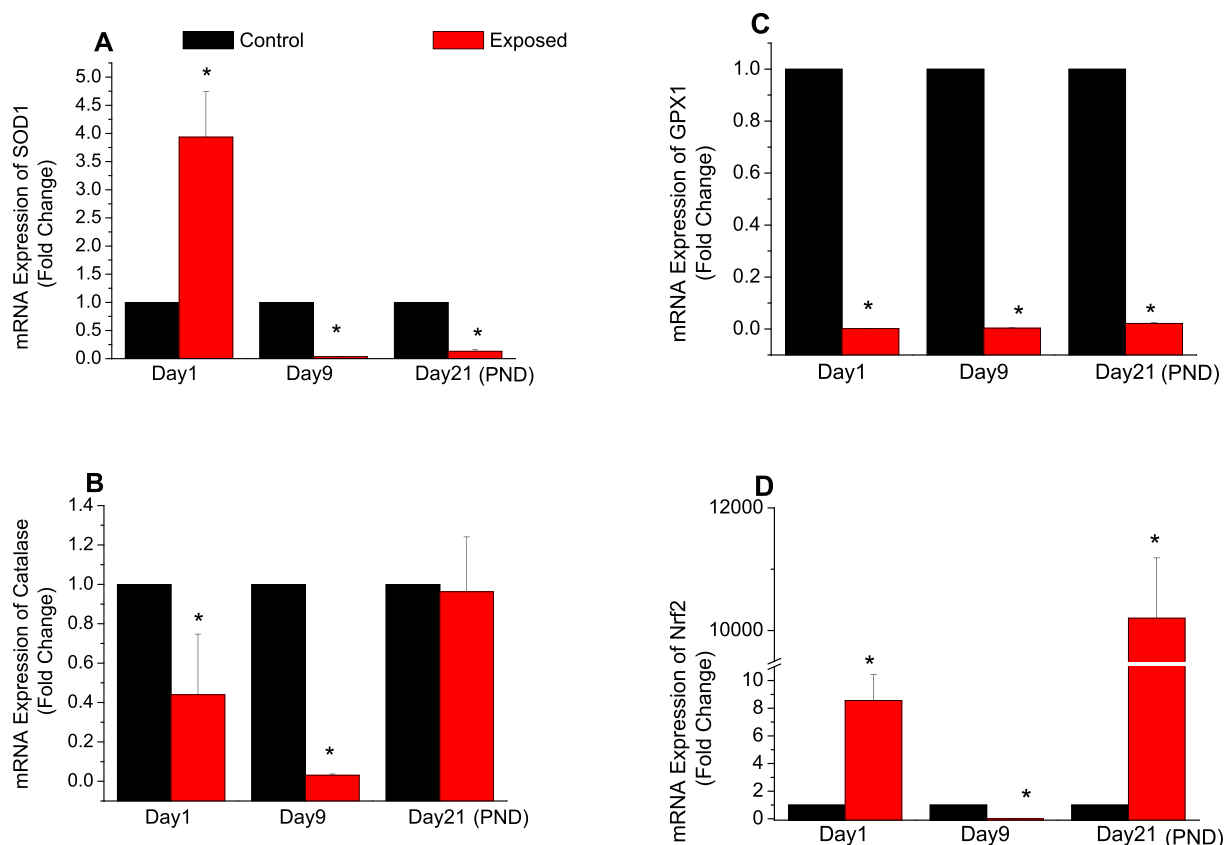 A
Control
Exposed
mRNA Expression of SOD1
(Fold Change)
5.0
4.5
4.0
3.5
3.0
2.5
2.0
1.5
1.0
0.5
0.0
*
*
*
Day1
Day9
Day21 (PND)
C
mRNA Expression of GPX1
(Fold Change)
1.0
0.8
0.6
0.4
0.2
0.0
*
*
*
Day1
Day9
Day21 (PND)
B
mRNA Expression of Catalase
(Fold Change)
1.4
1.2
1.0
0.8
0.6
0.4
0.2
0.0
*
*
Day1
Day9
Day21 (PND)
D
mRNA Expression of Nrf2
(Fold Change)
12000
10000
10
8
6
4
2
0
*
*
*
Day1
Day9
Day21 (PND)